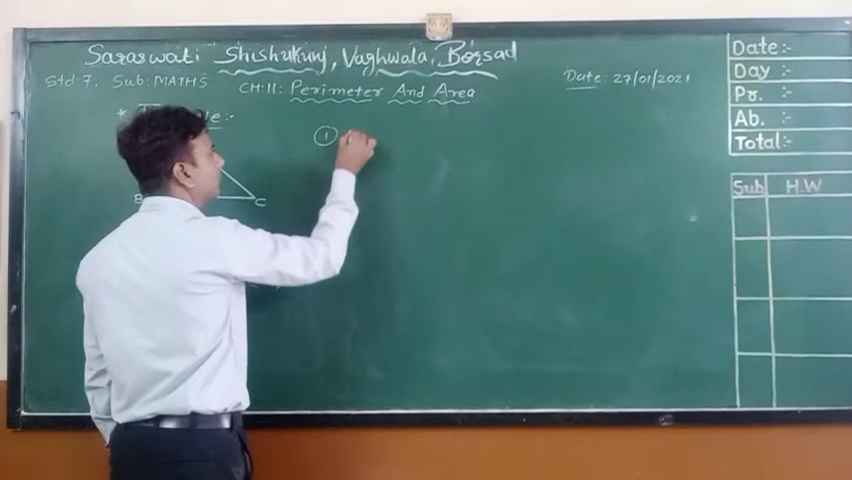 Saraswati Shishukunj, Vaghwala, Borsad
Std:7, Sub: MATHS CH:11: Perimeter And Area Date: 27/01/2021
*
①
B C
Date:-
Day :-
Pr. :-
Ab. :-
Total:-
Sub H.W